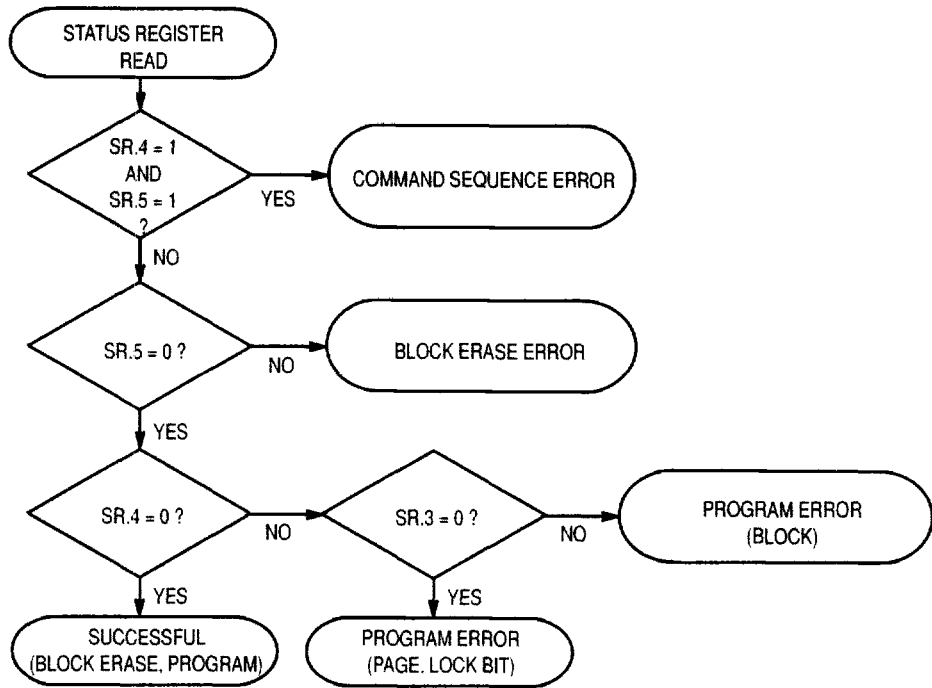 STATUS REGISTER
READ
SR.4 = 1
AND
SR.5 = 1
?
YES
COMMAND SEQUENCE ERROR
NO
SR.5 = 0 ?
NO
BLOCK ERASE ERROR
YES
SR.4 = 0 ?
NO
SR.3 = 0 ?
NO
PROGRAM ERROR
(BLOCK)
YES
YES
SUCCESSFUL
(BLOCK ERASE, PROGRAM)
PROGRAM ERROR
(PAGE. LOCK BIT)